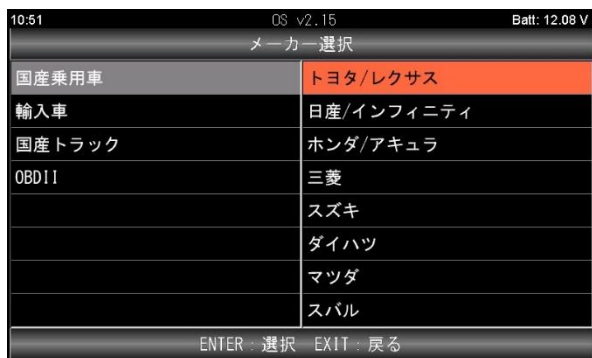 10:51 OS v2.15 Batt: 12.08 V
メーカー選択
国産乗用車 トヨタ/レクサス
輸入車 日産/インフィニティ
国産トラック ホンダ/アキュラ
OBDII 三菱
スズキ
ダイハツ
マツダ
スバル
ENTER:選択 EXIT:戻る